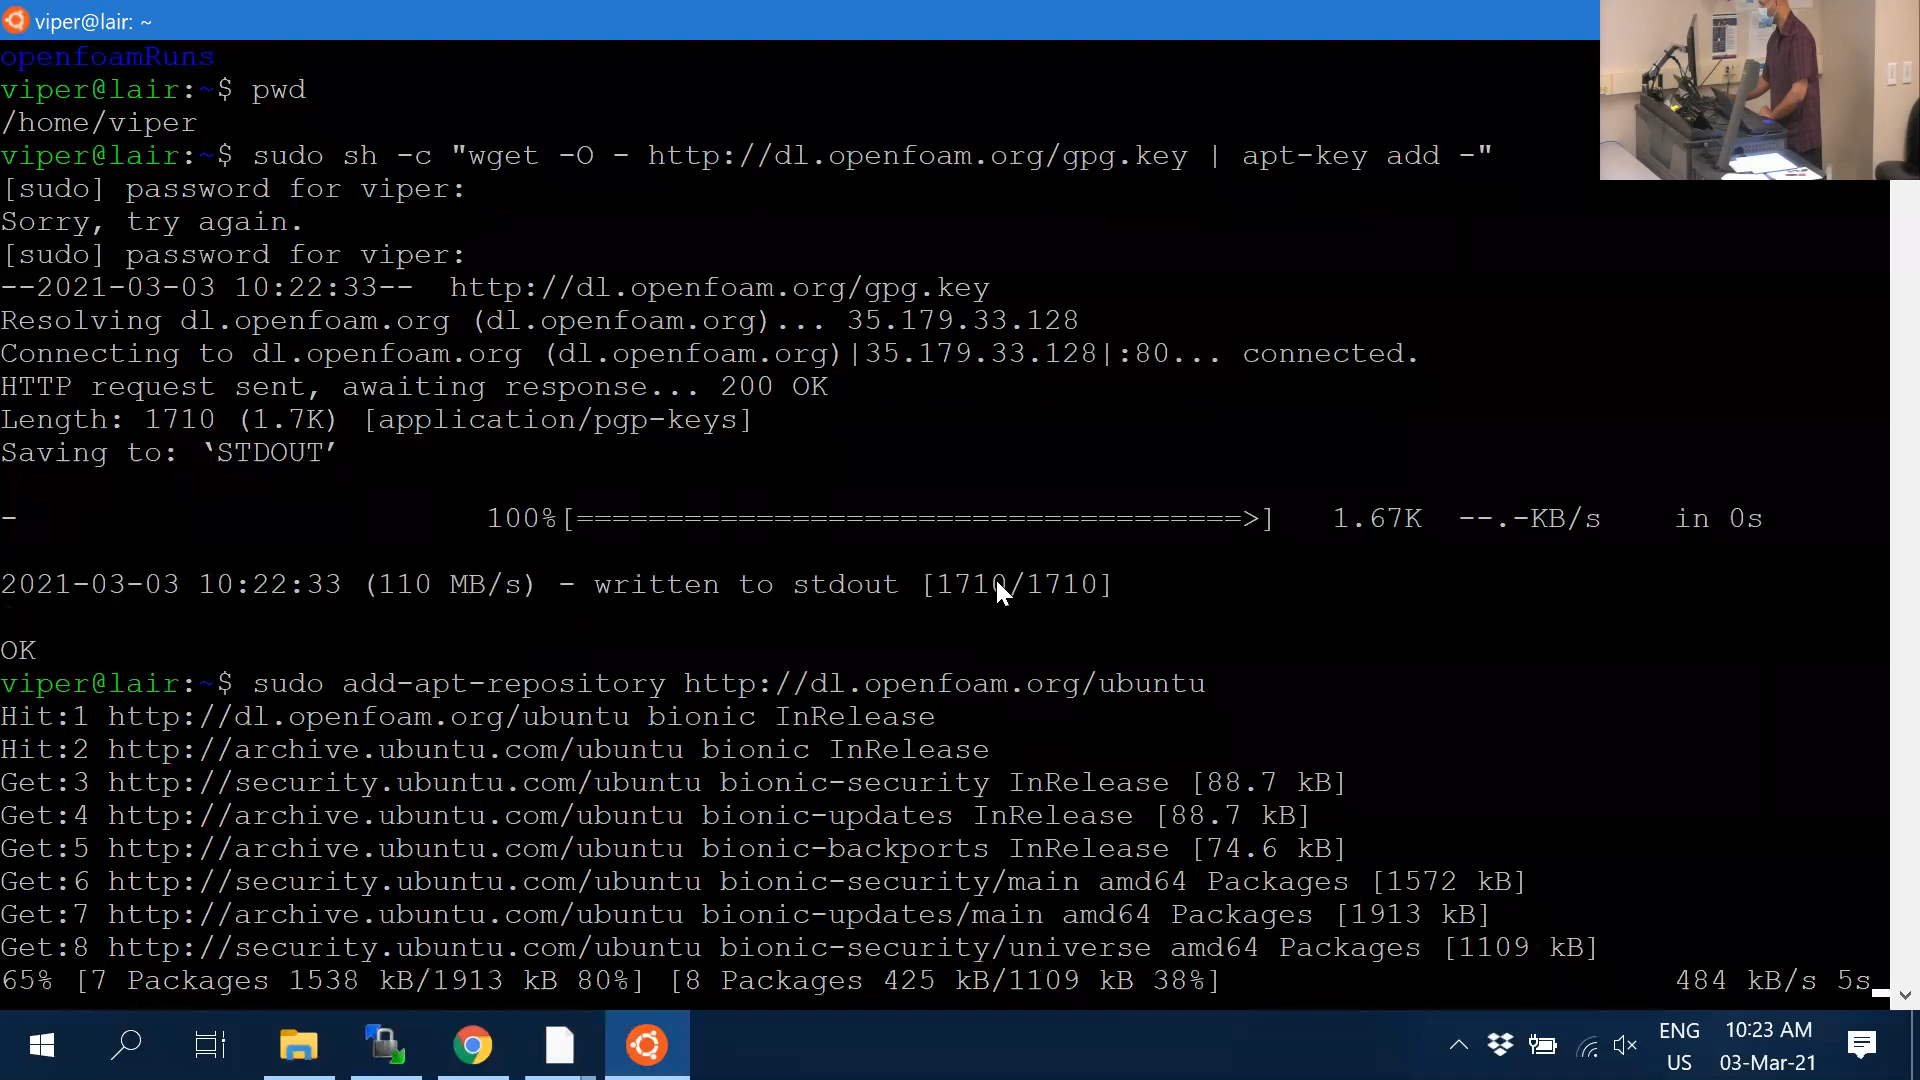 viper@lair: ~
openfoamRuns
viper@lair:~$ pwd
/home/viper
viper@lair:~$ sudo sh -c "wget -O - http://dl.openfoam.org/gpg.key | apt-key add -"
[sudo] password for viper:
Sorry, try again.
[sudo] password for viper:
--2021-03-03 10:22:33--  http://dl.openfoam.org/gpg.key
Resolving dl.openfoam.org (dl.openfoam.org)... 35.179.33.128
Connecting to dl.openfoam.org (dl.openfoam.org)|35.179.33.128|:80... connected.
HTTP request sent, awaiting response... 200 OK
Length: 1710 (1.7K) [application/pgp-keys]
Saving to: ‘STDOUT’
-                          100%[=====================================>]   1.67K  --.-KB/s    in 0s
2021-03-03 10:22:33 (110 MB/s) - written to stdout [1710/1710]
OK
viper@lair:~$ sudo add-apt-repository http://dl.openfoam.org/ubuntu
Hit:1 http://dl.openfoam.org/ubuntu bionic InRelease
Hit:2 http://archive.ubuntu.com/ubuntu bionic InRelease
Get:3 http://security.ubuntu.com/ubuntu bionic-security InRelease [88.7 kB]
Get:4 http://archive.ubuntu.com/ubuntu bionic-updates InRelease [88.7 kB]
Get:5 http://archive.ubuntu.com/ubuntu bionic-backports InRelease [74.6 kB]
Get:6 http://security.ubuntu.com/ubuntu bionic-security/main amd64 Packages [1572 kB]
Get:7 http://archive.ubuntu.com/ubuntu bionic-updates/main amd64 Packages [1913 kB]
Get:8 http://security.ubuntu.com/ubuntu bionic-security/universe amd64 Packages [1109 kB]
65% [7 Packages 1538 kB/1913 kB 80%] [8 Packages 425 kB/1109 kB 38%]                          484 kB/s 5s
ENG 10:23 AM
US 03-Mar-21